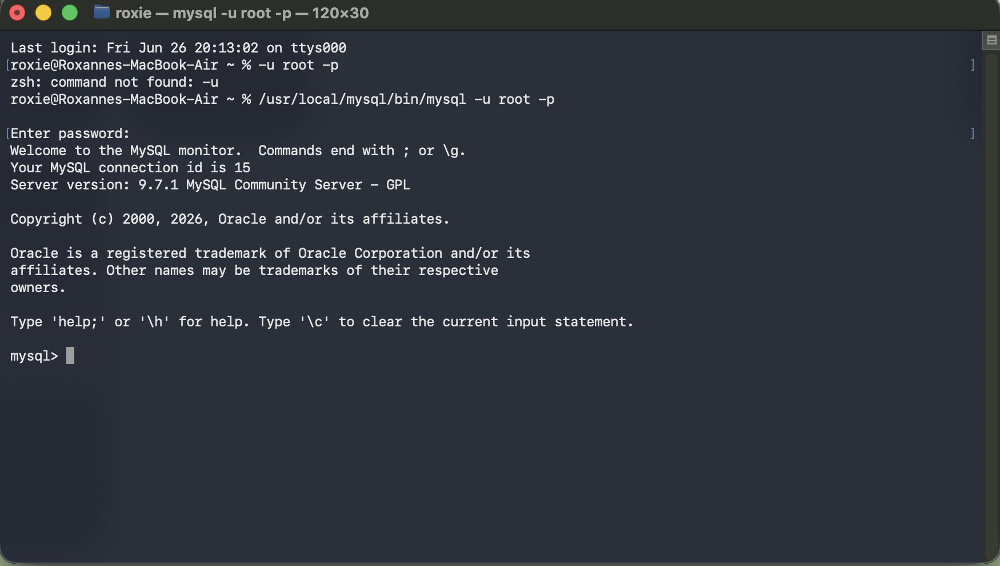 roxie — mysql -u root -p — 120×30
Last login: Fri Jun 26 20:13:02 on ttys000
[roxie@Roxannes-MacBook-Air ~ % -u root -p ]
zsh: command not found: -u
roxie@Roxannes-MacBook-Air ~ % /usr/local/mysql/bin/mysql -u root -p
[Enter password: ]
Welcome to the MySQL monitor.  Commands end with ; or \g.
Your MySQL connection id is 15
Server version: 9.7.1 MySQL Community Server - GPL
Copyright (c) 2000, 2026, Oracle and/or its affiliates.
Oracle is a registered trademark of Oracle Corporation and/or its
affiliates. Other names may be trademarks of their respective
owners.
Type 'help;' or '\h' for help. Type '\c' to clear the current input statement.
mysql>